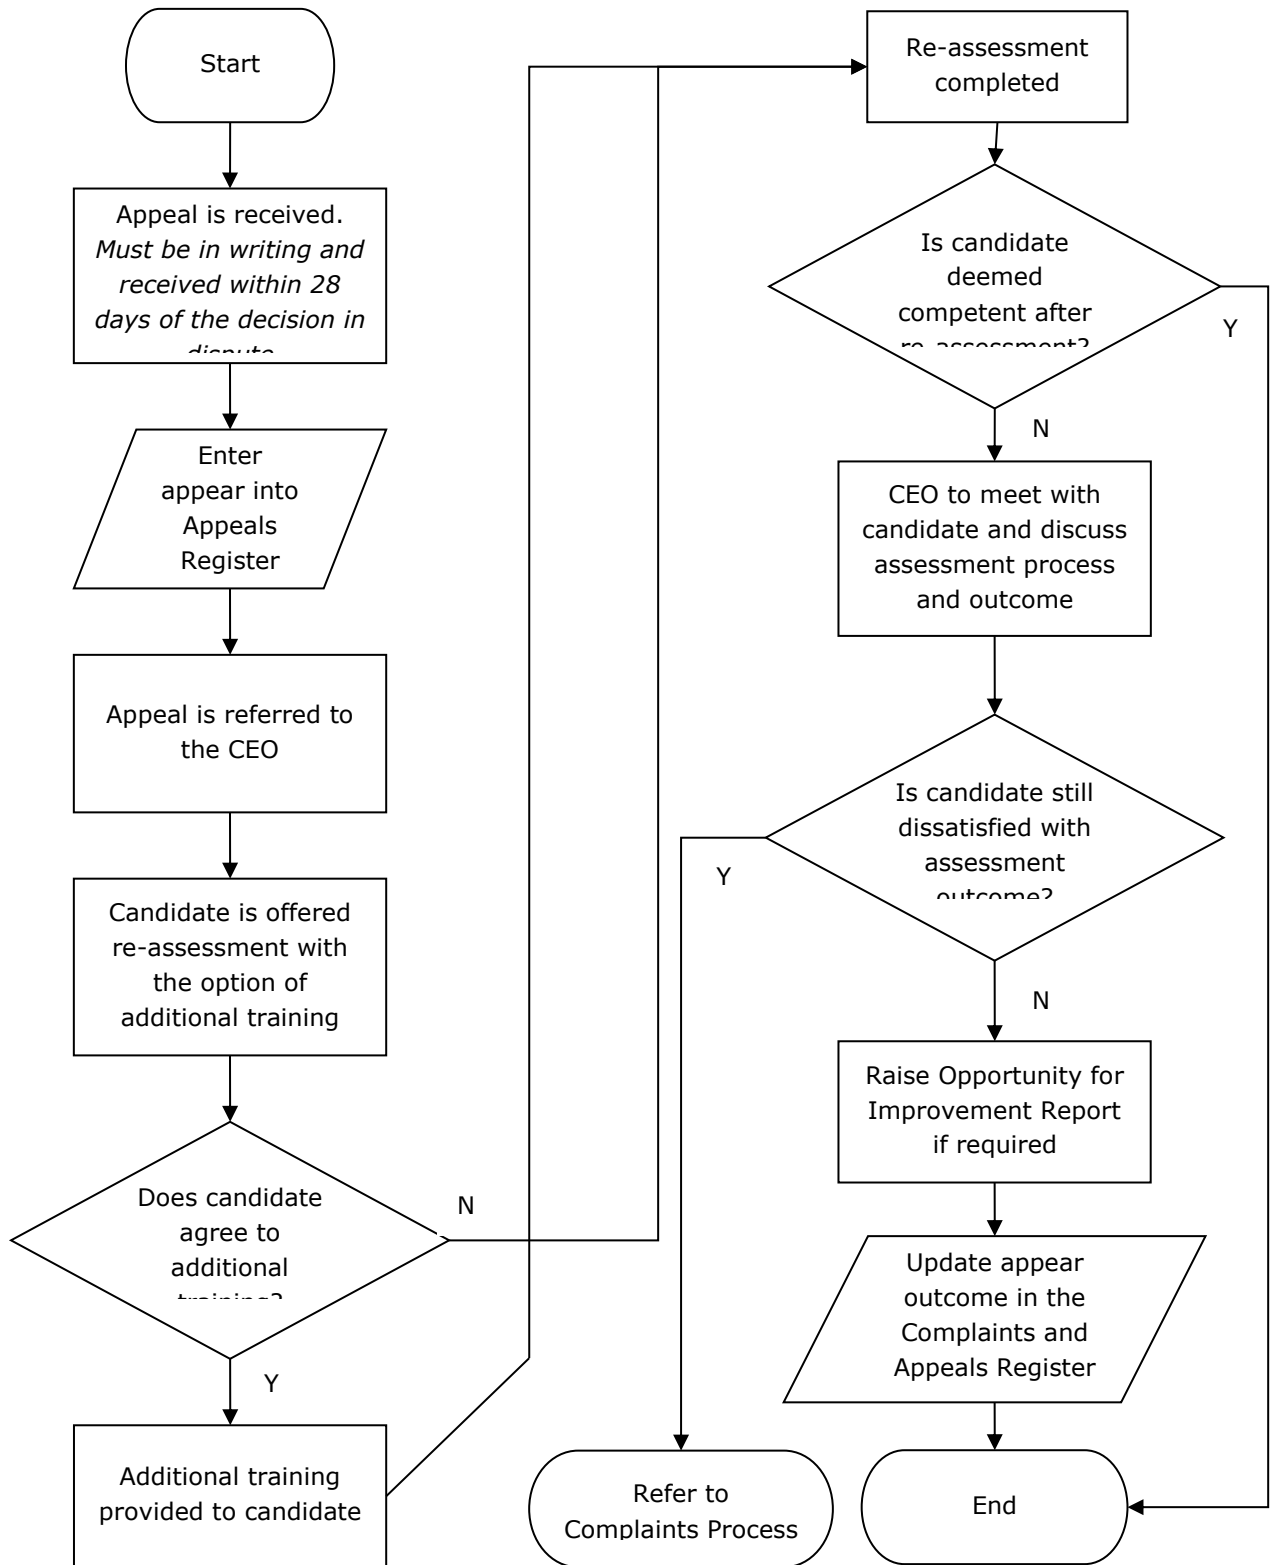 Start
Appeal is received.
Must be in writing and
received within 28
days of the decision in
dispute
Enter
appear into
Appeals
Register
Appeal is referred to
the CEO
Candidate is offered
re-assessment with
the option of
additional training
Does candidate
agree to
additional
training?
N
Y
Additional training
provided to candidate
Re-assessment
completed
Is candidate
deemed
competent after
re-assessment?
Y
N
CEO to meet with
candidate and discuss
assessment process
and outcome
Is candidate still
dissatisfied with
assessment
outcome?
Y
N
Raise Opportunity for
Improvement Report
if required
Update appear
outcome in the
Complaints and
Appeals Register
Refer to
Complaints Process
End